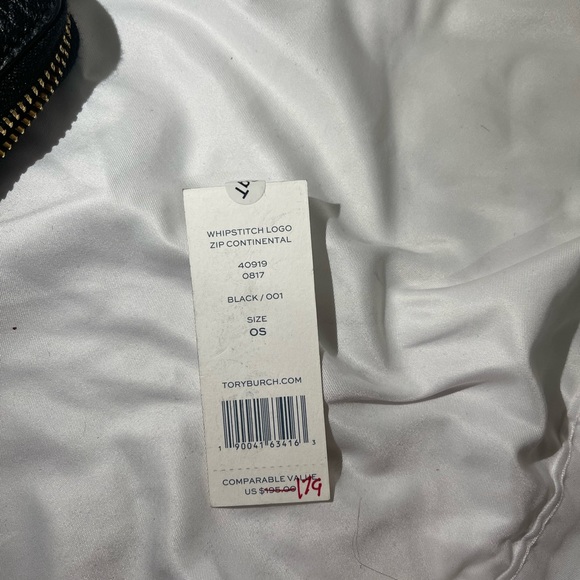 WHIPSTITCH LOGO
ZIP CONTINENTAL
40919
0817
BLACK / 001
SIZE
OS
TORYBURCH.COM
1 90041 63416 3
COMPARABLE VALUE
US $195.00 179